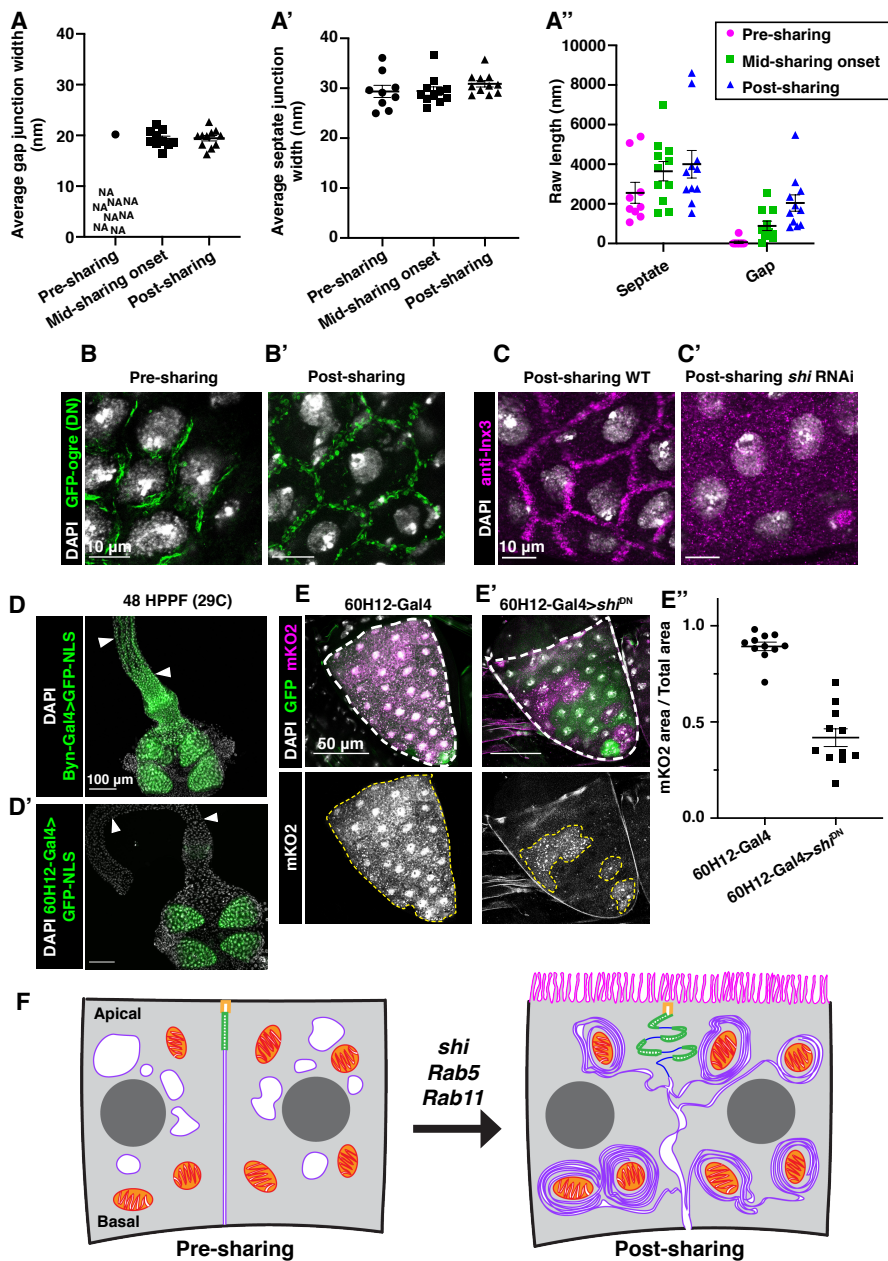 A
Average gap junction width
(nm)
40
30
20
10
0
NA
NA NA NA
NA NA
NA
NA
Pre-sharing
Mid-sharing onset
Post-sharing
A'
Average septate junction
width (nm)
40
30
20
10
0
Pre-sharing
Mid-sharing onset
Post-sharing
A"
Raw length (nm)
10000
8000
6000
4000
2000
0
Septate
Gap
Pre-sharing
Mid-sharing onset
Post-sharing
B
Pre-sharing
DAPI GFP-ogre (DN)
10 µm
B'
Post-sharing
C
Post-sharing WT
DAPI anti-Inx3
10 µm
C'
Post-sharing shi RNAi
D
48 HPPF (29C)
DAPI
Byn-Gal4>GFP-NLS
100 µm
D'
DAPI 60H12-Gal4>
GFP-NLS
E
60H12-Gal4
DAPI GFP mKO2
50 µm
mKO2
E'
60H12-Gal4>shiDN
E"
mKO2 area / Total area
1.0
0.5
0.0
60H12-Gal4
60H12-Gal4>shiDN
F
Apical
Basal
Pre-sharing
shi
Rab5
Rab11
Post-sharing